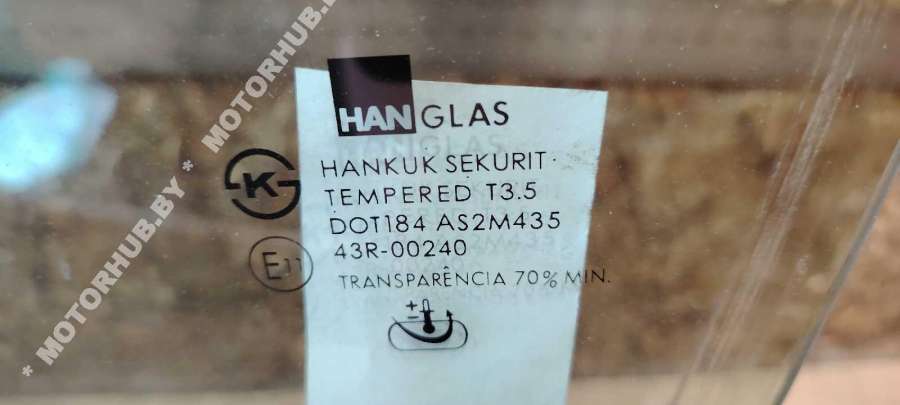 HANGLAS
HANKUK SEKURIT
TEMPERED T3.5
DOT184 AS2M435
43R-00240
TRANSPARÊNCIA 70% MIN.
K
E11
+
−
* MOTORHUB.BY * MOTORHUB.BY